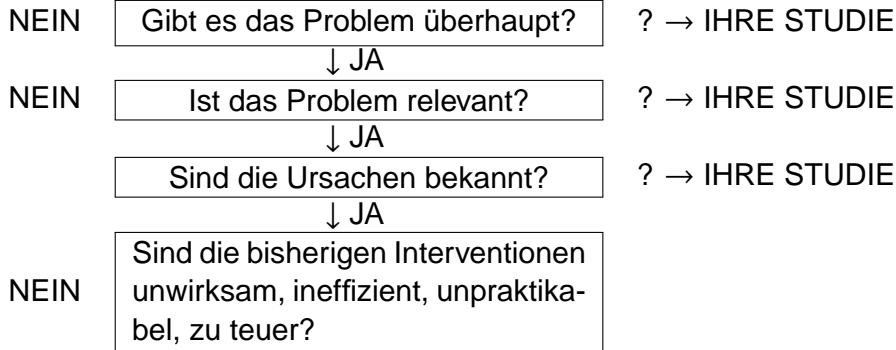 NEIN Gibt es das Problem überhaupt? ? → IHRE STUDIE
↓ JA
NEIN Ist das Problem relevant? ? → IHRE STUDIE
↓ JA
Sind die Ursachen bekannt? ? → IHRE STUDIE
↓ JA
Sind die bisherigen Interventionen
NEIN unwirksam, ineffizient, unpraktika-
bel, zu teuer?